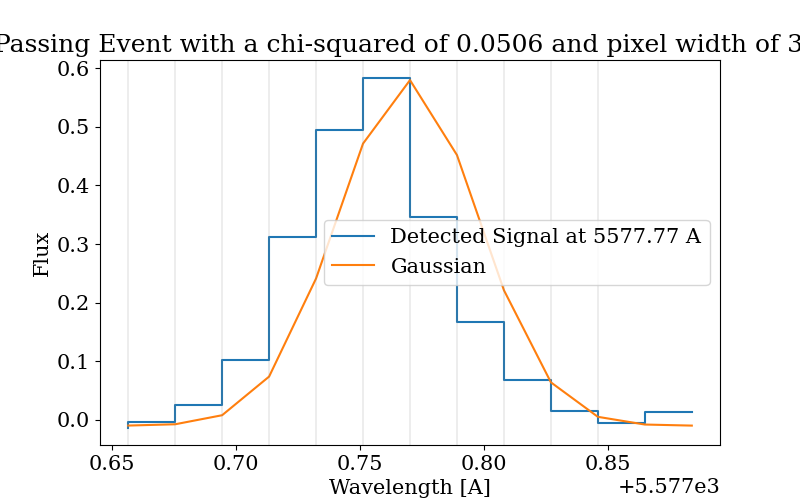 Passing Event with a chi-squared of 0.0506 and pixel width of 3
0.6
0.5
0.4
0.3
0.2
0.1
0.0
Flux
Detected Signal at 5577.77 A
Gaussian
0.65 0.70 0.75 0.80 0.85
+5.577e3
Wavelength [A]